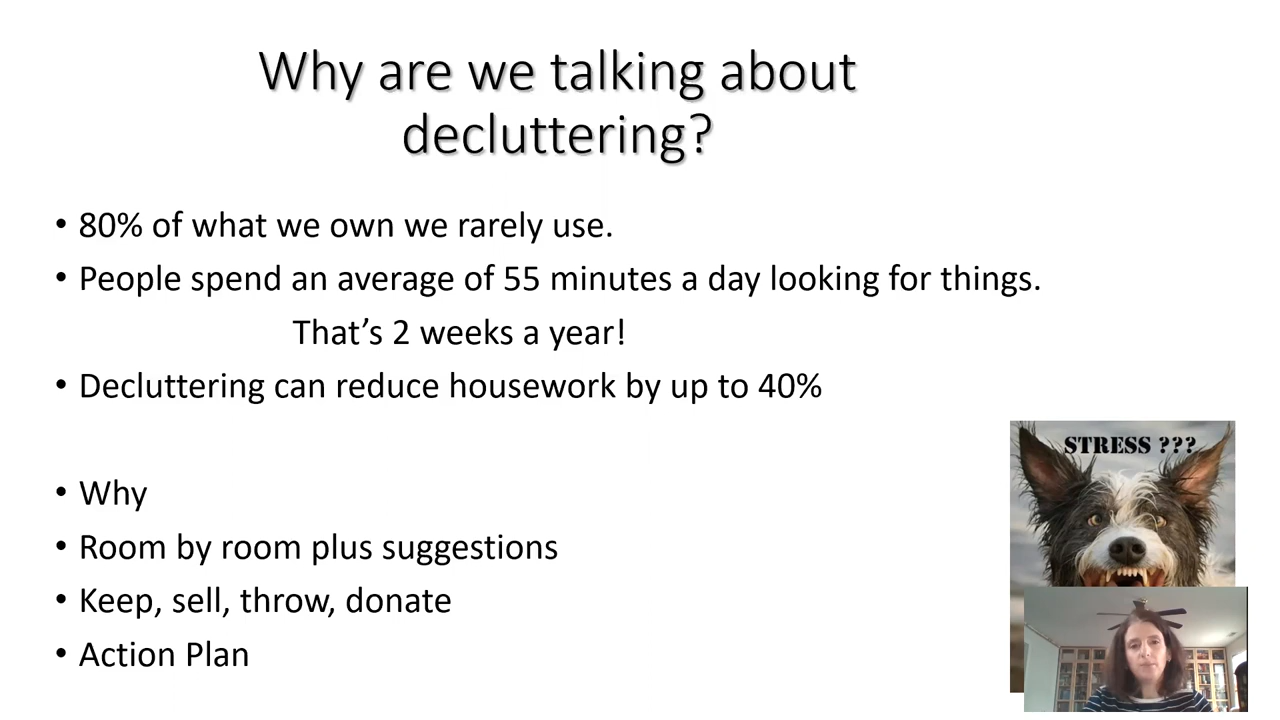 Why are we talking about
decluttering?
• 80% of what we own we rarely use.
• People spend an average of 55 minutes a day looking for things.
That’s 2 weeks a year!
• Decluttering can reduce housework by up to 40%
• Why
• Room by room plus suggestions
• Keep, sell, throw, donate
• Action Plan
STRESS ???